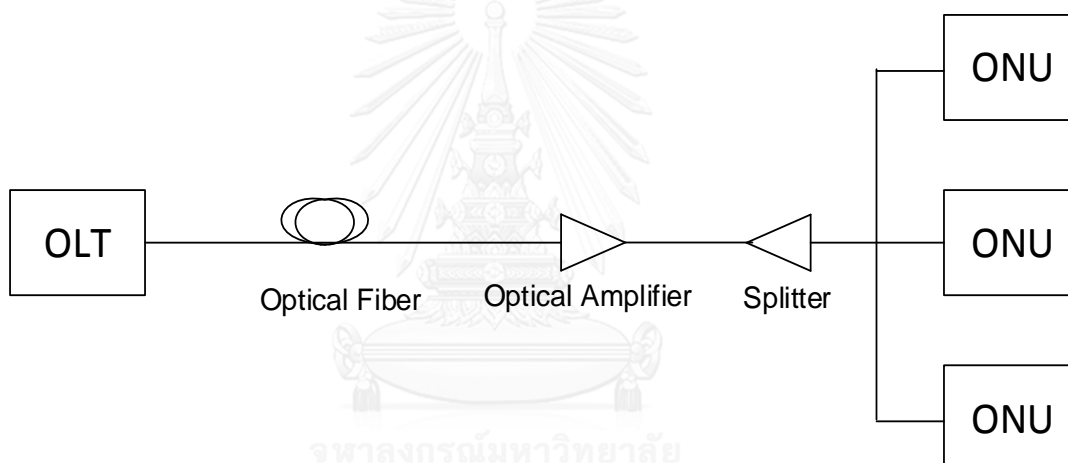 ONU
OLT
ONU
Optical Fiber
Optical Amplifier
Splitter
ONU
จุฬาลงกรณ์มหาวิทยาลัย